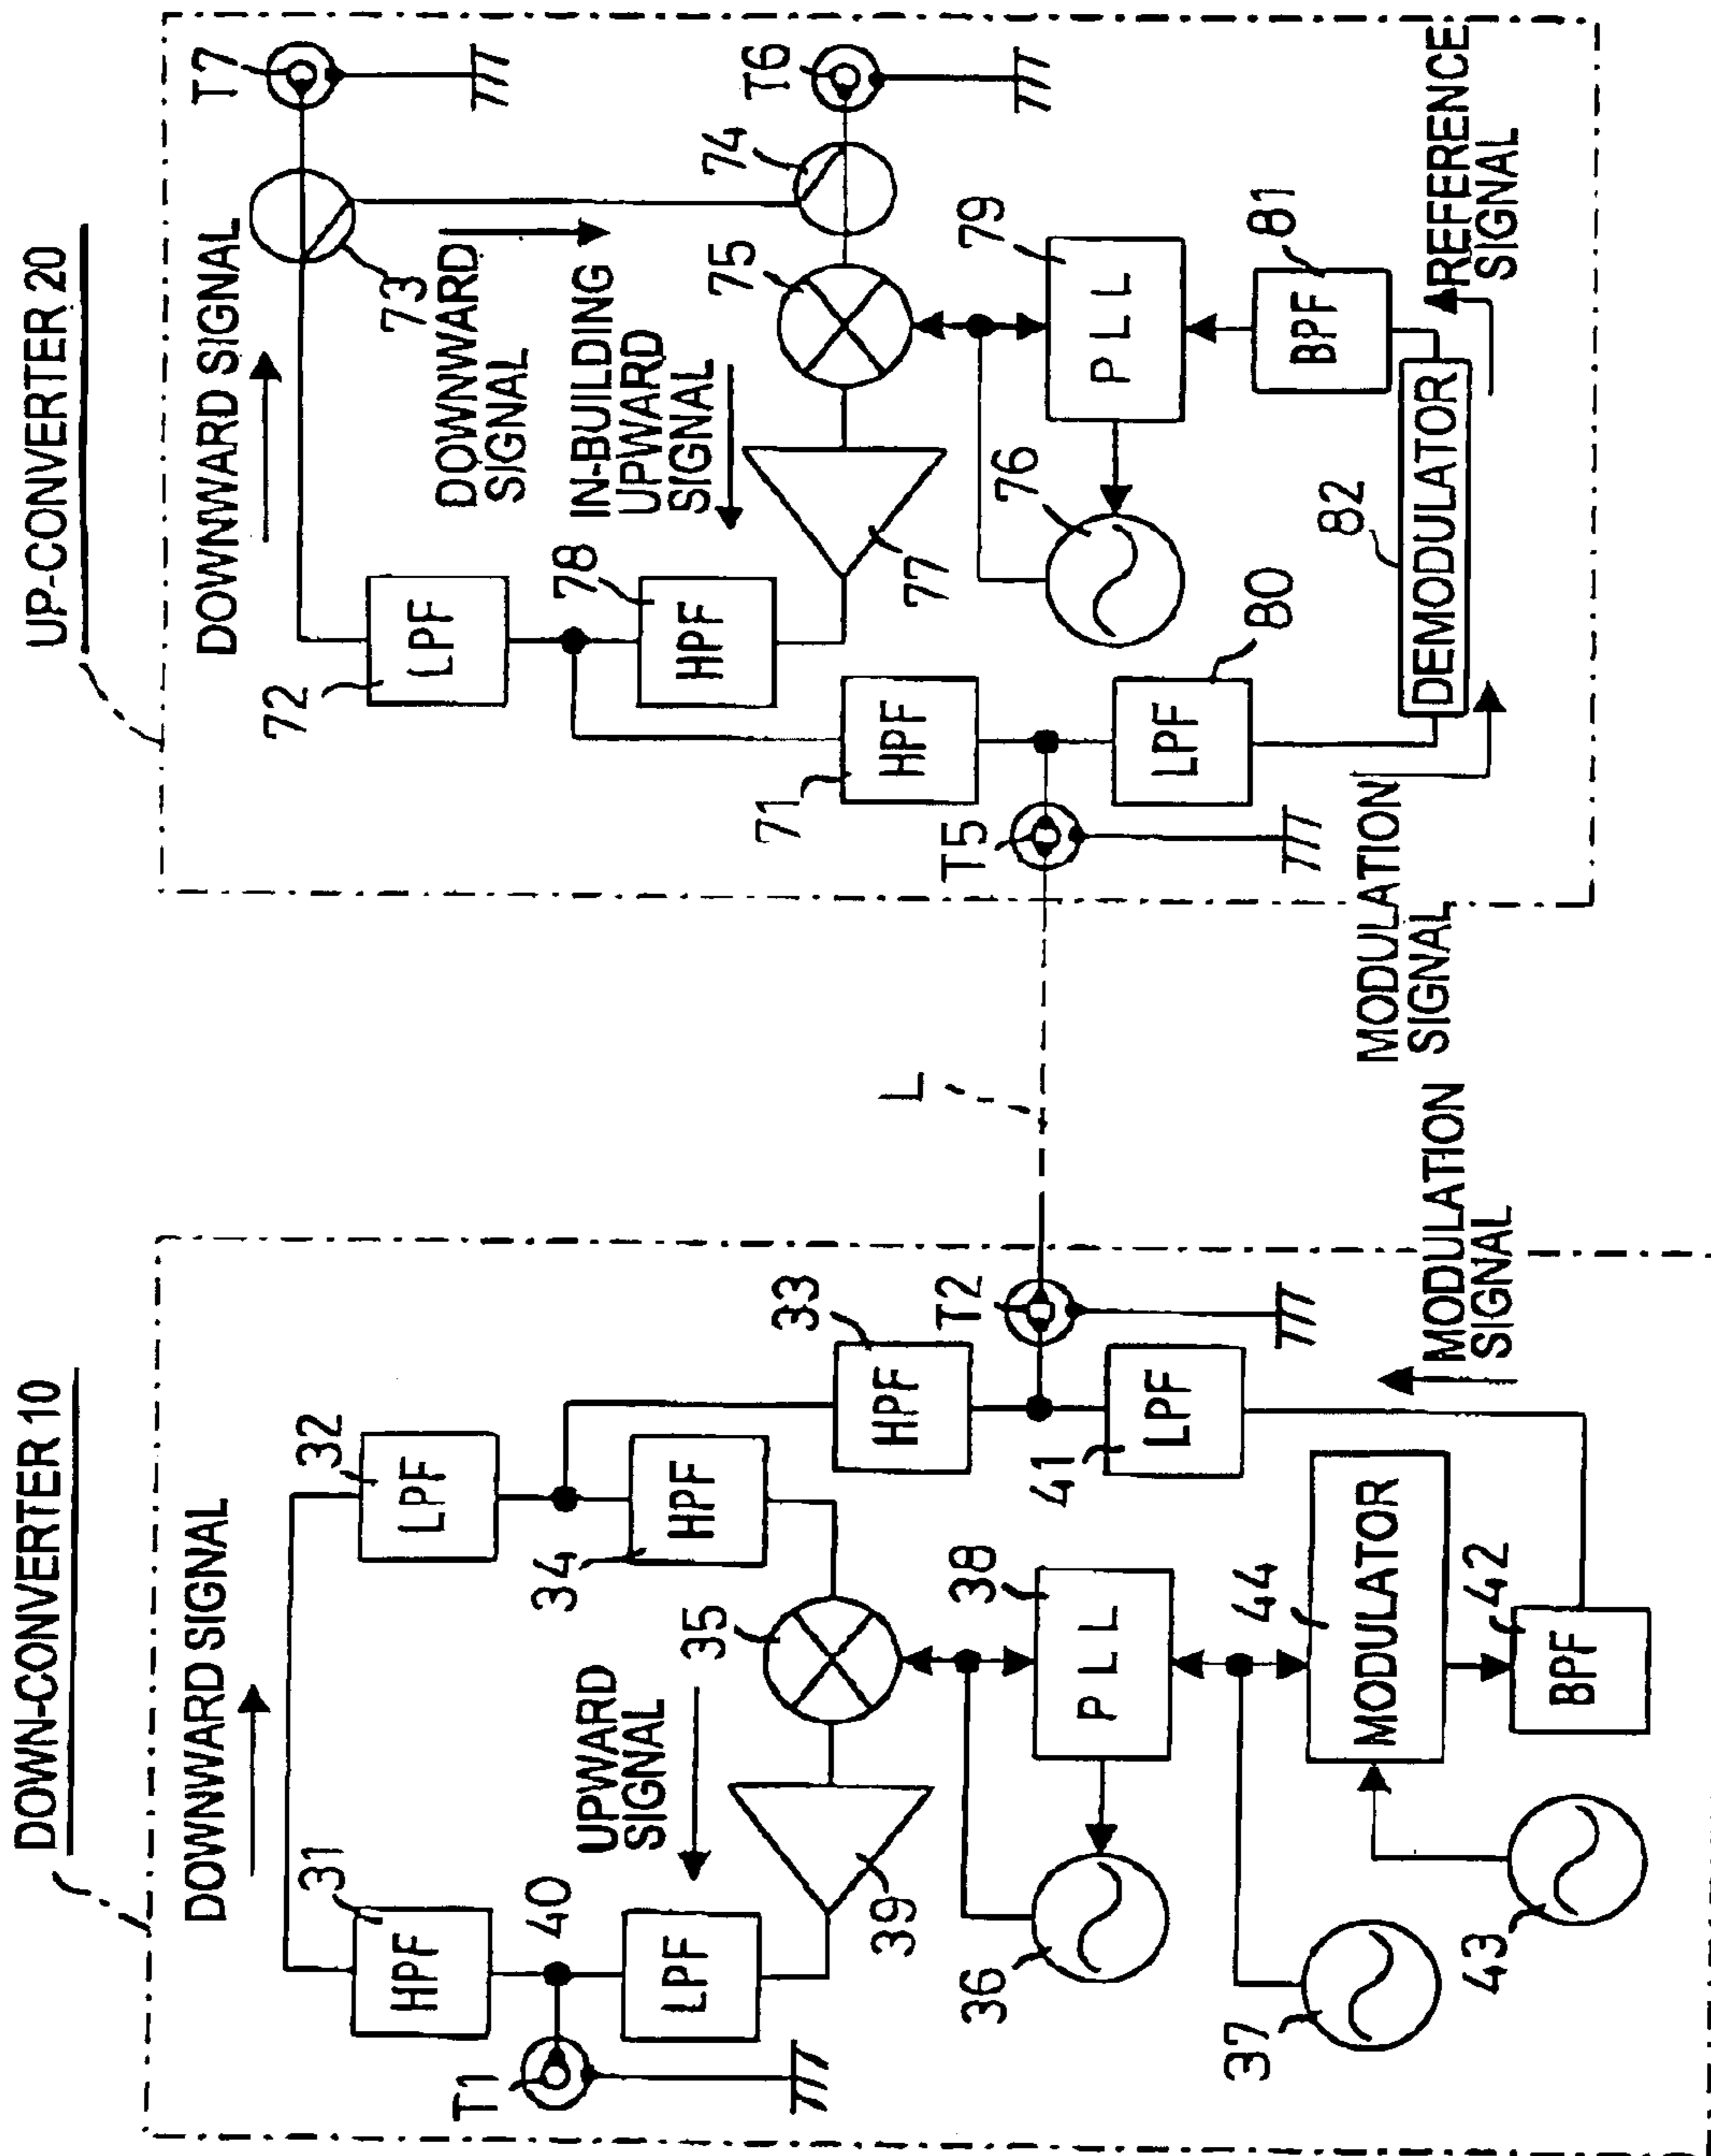 DOWN-CONVERTER 10
DOWNWARD SIGNAL
31
HPF
32
LPF
T1
40
LPF
UPWARD
SIGNAL
34
HPF
39
35
33
HPF
T2
36
38
PLL
41
LPF
37
44
MODULATOR
43
42
BPF
MODULATION
SIGNAL
L
UP-CONVERTER 20
DOWNWARD SIGNAL
T7
72
LPF
73
DOWNWARD
SIGNAL
78
HPF
IN-BUILDING
UPWARD
SIGNAL
74
T6
75
77
71
HPF
T5
76
79
PLL
80
LPF
81
BPF
82
DEMODULATOR
MODULATION
SIGNAL
REFERENCE
SIGNAL